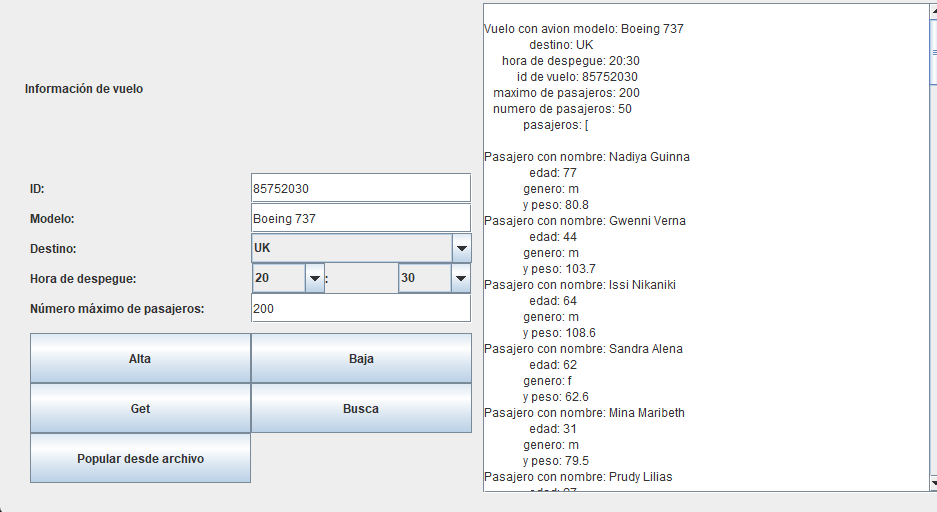 Información de vuelo
ID:
85752030
Modelo:
Boeing 737
Destino:
UK
Hora de despegue:
20
:
30
Número máximo de pasajeros:
200
Alta
Baja
Get
Busca
Popular desde archivo
Vuelo con avion modelo: Boeing 737
destino: UK
hora de despegue: 20:30
id de vuelo: 85752030
maximo de pasajeros: 200
numero de pasajeros: 50
pasajeros: [
Pasajero con nombre: Nadiya Guinna
edad: 77
genero: m
y peso: 80.8
Pasajero con nombre: Gwenni Verna
edad: 44
genero: m
y peso: 103.7
Pasajero con nombre: Issi Nikaniki
edad: 64
genero: m
y peso: 108.6
Pasajero con nombre: Sandra Alena
edad: 62
genero: f
y peso: 62.6
Pasajero con nombre: Mina Maribeth
edad: 31
genero: m
y peso: 79.5
Pasajero con nombre: Prudy Lilias